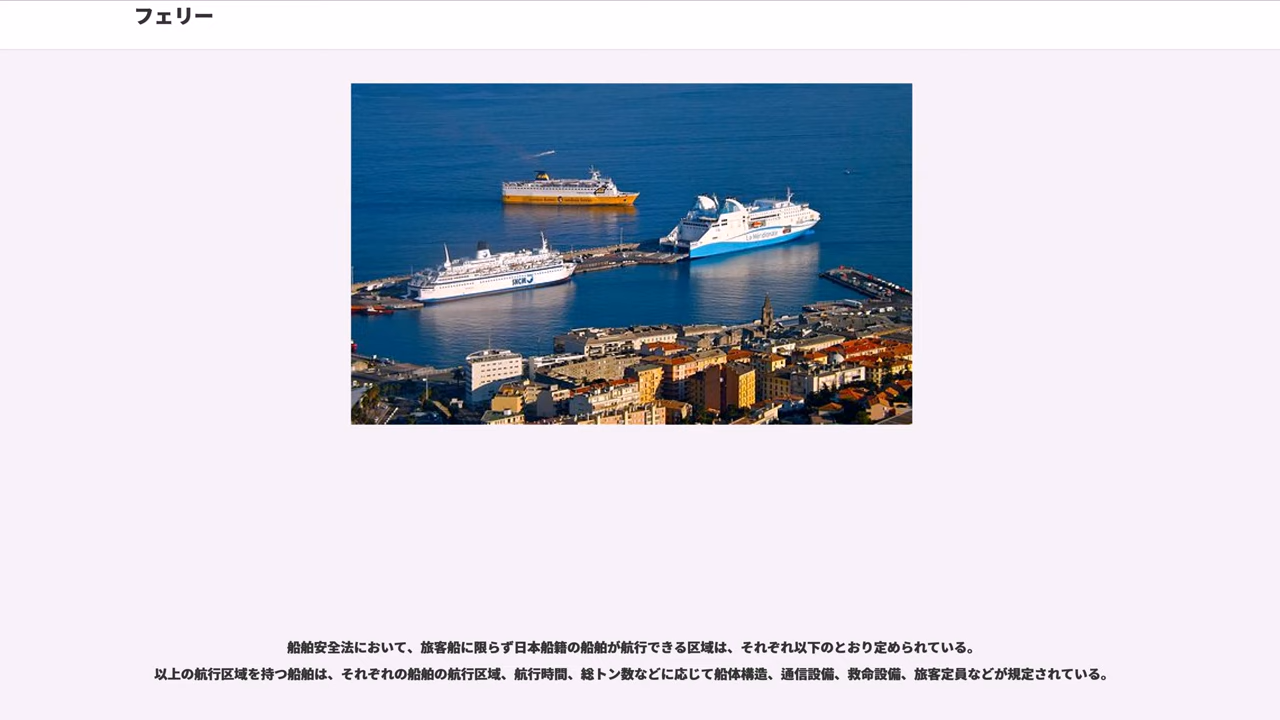 フェリー
La Méridionale
SNCM
船舶安全法において、旅客船に限らず日本船籍の船舶が航行できる区域は、それぞれ以下のとおり定められている。
以上の航行区域を持つ船舶は、それぞれの船舶の航行区域、航行時間、総トン数などに応じて船体構造、通信設備、救命設備、旅客定員などが規定されている。